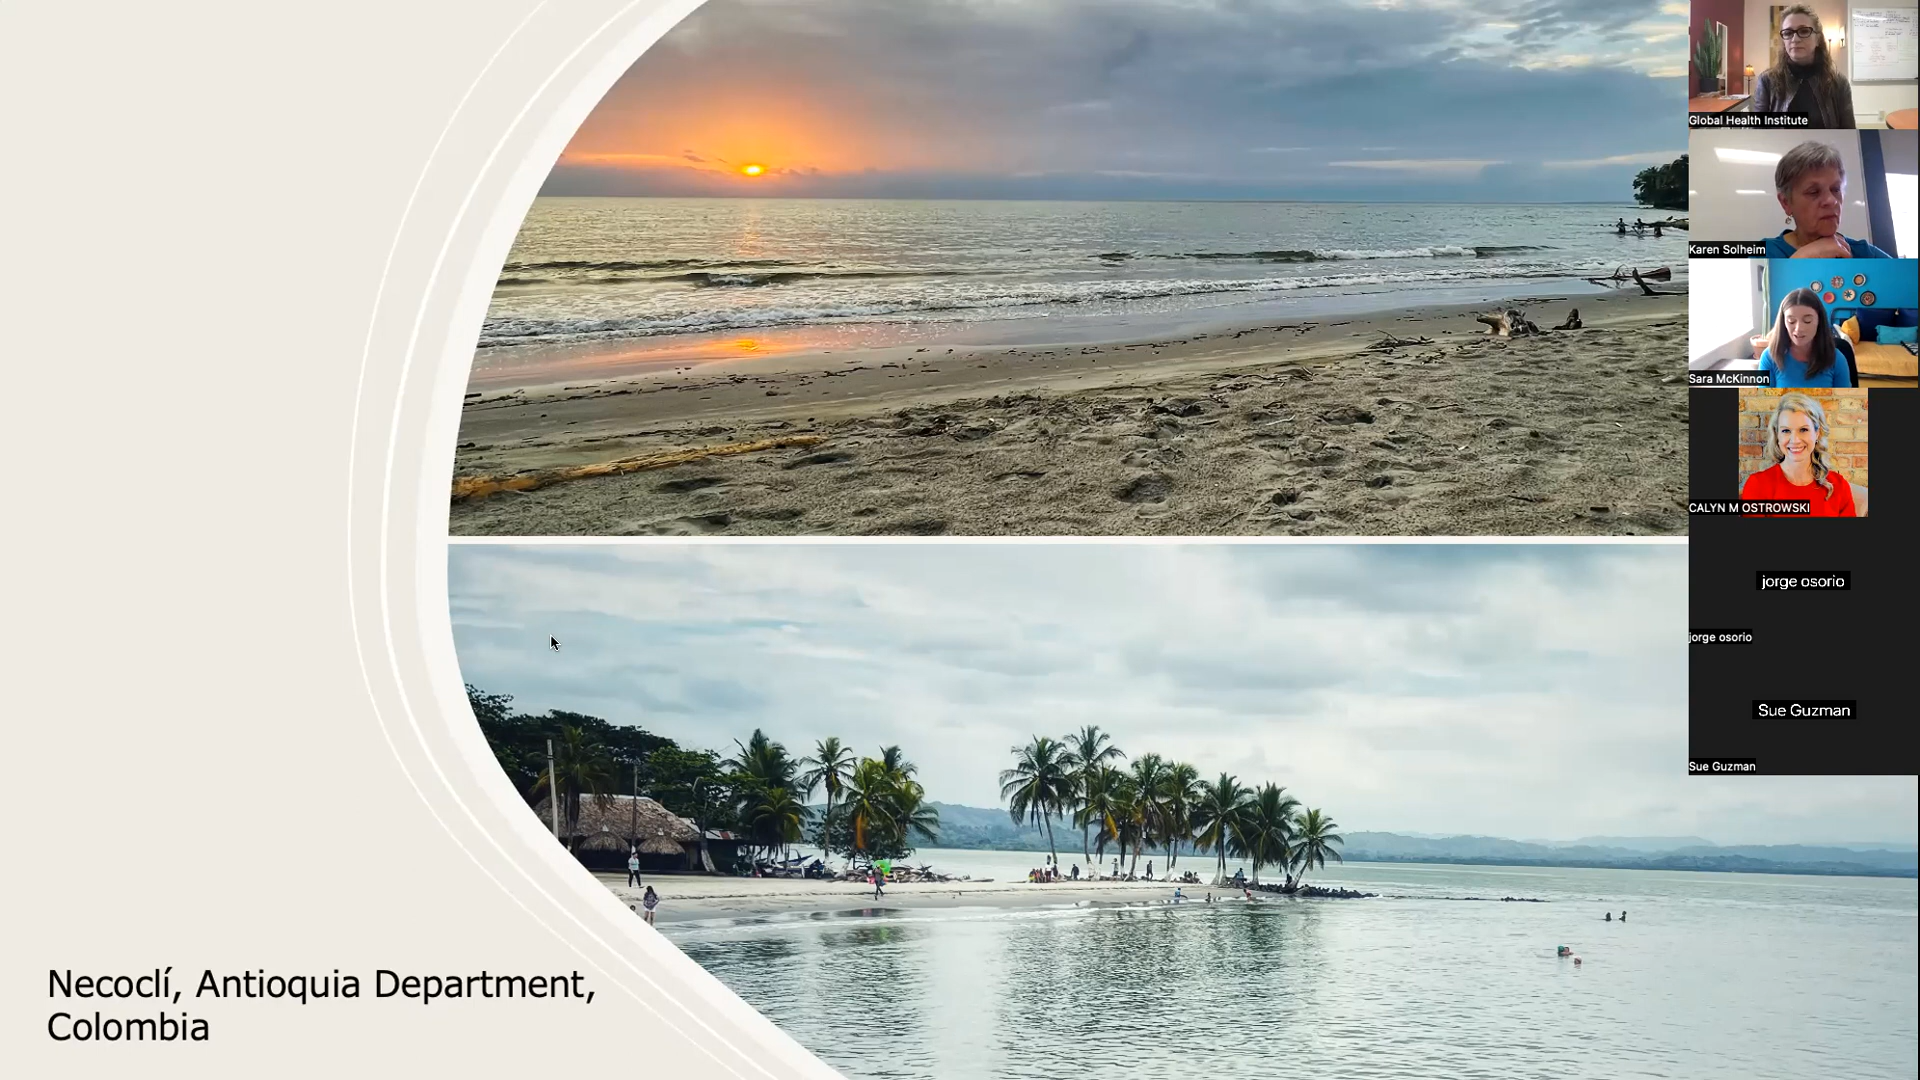 Necoclí, Antioquia Department,
Colombia
Global Health Institute
Karen Solheim
Sara McKinnon
CALYN M OSTROWSKI
jorge osorio
jorge osorio
Sue Guzman
Sue Guzman